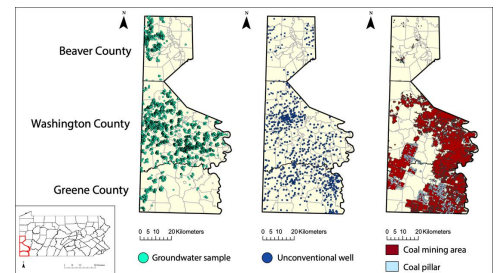 Beaver County
Washington County
Greene County
0 5 10 20 Kilometers
0 5 10 20 Kilometers
0 5 10 20 Kilometers
Groundwater sample
Unconventional well
Coal mining area
Coal pillar